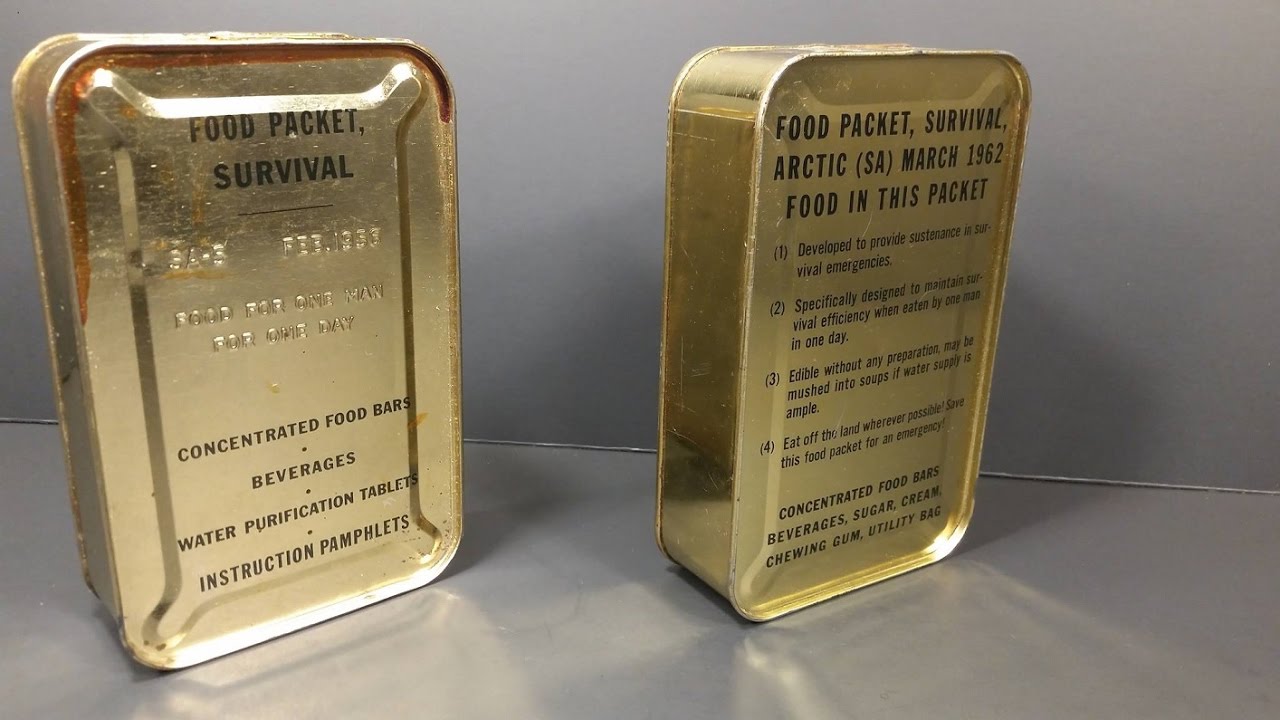 FOOD PACKET,
SURVIVAL
SA-5
FOOD FOR ONE MAN
FOR ONE DAY
CONCENTRATED FOOD BARS
•
BEVERAGES
•
WATER PURIFICATION TABLETS
•
INSTRUCTION PAMPHLETS
FOOD PACKET, SURVIVAL,
ARCTIC (SA) MARCH 1962
FOOD IN THIS PACKET
(1) Developed to provide sustenance in sur-
vival emergencies.
(2) Specifically designed to maintain sur-
vival efficiency when eaten by one man
in one day.
(3) Edible without any preparation, may be
mushed into soups if water supply is
ample.
(4) Eat off the land wherever possible! Save
this food packet for an emergency!
CONCENTRATED FOOD BARS
BEVERAGES, SUGAR, CREAM,
CHEWING GUM, UTILITY BAG